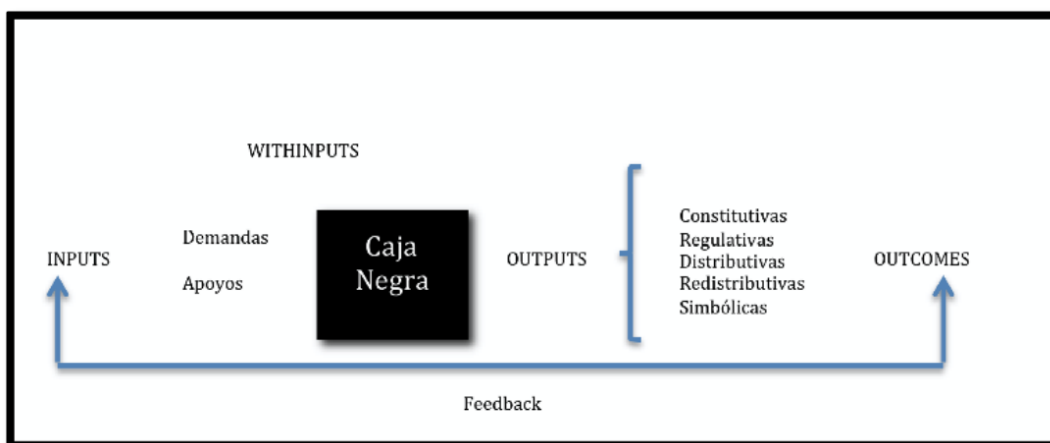 WITHINPUTS
INPUTS
Demandas
Apoyos
Caja
Negra
OUTPUTS
Constitutivas
Regulativas
Distributivas
Redistributivas
Simbólicas
OUTCOMES
Feedback